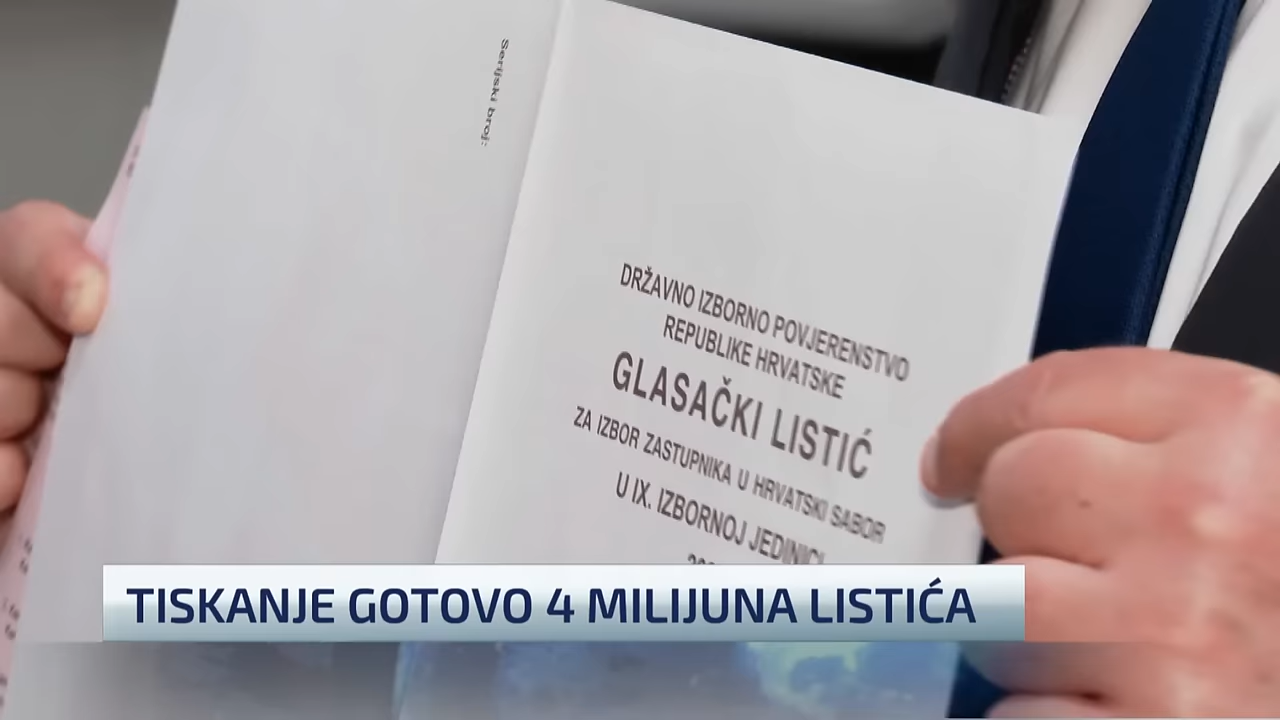 Serijski broj:
DRŽAVNO IZBORNO POVJERENSTVO
REPUBLIKE HRVATSKE
GLASAČKI LISTIĆ
ZA IZBOR ZASTUPNIKA U HRVATSKI SABOR
U IX. IZBORNOJ JEDINICI
TISKANJE GOTOVO 4 MILIJUNA LISTIĆA